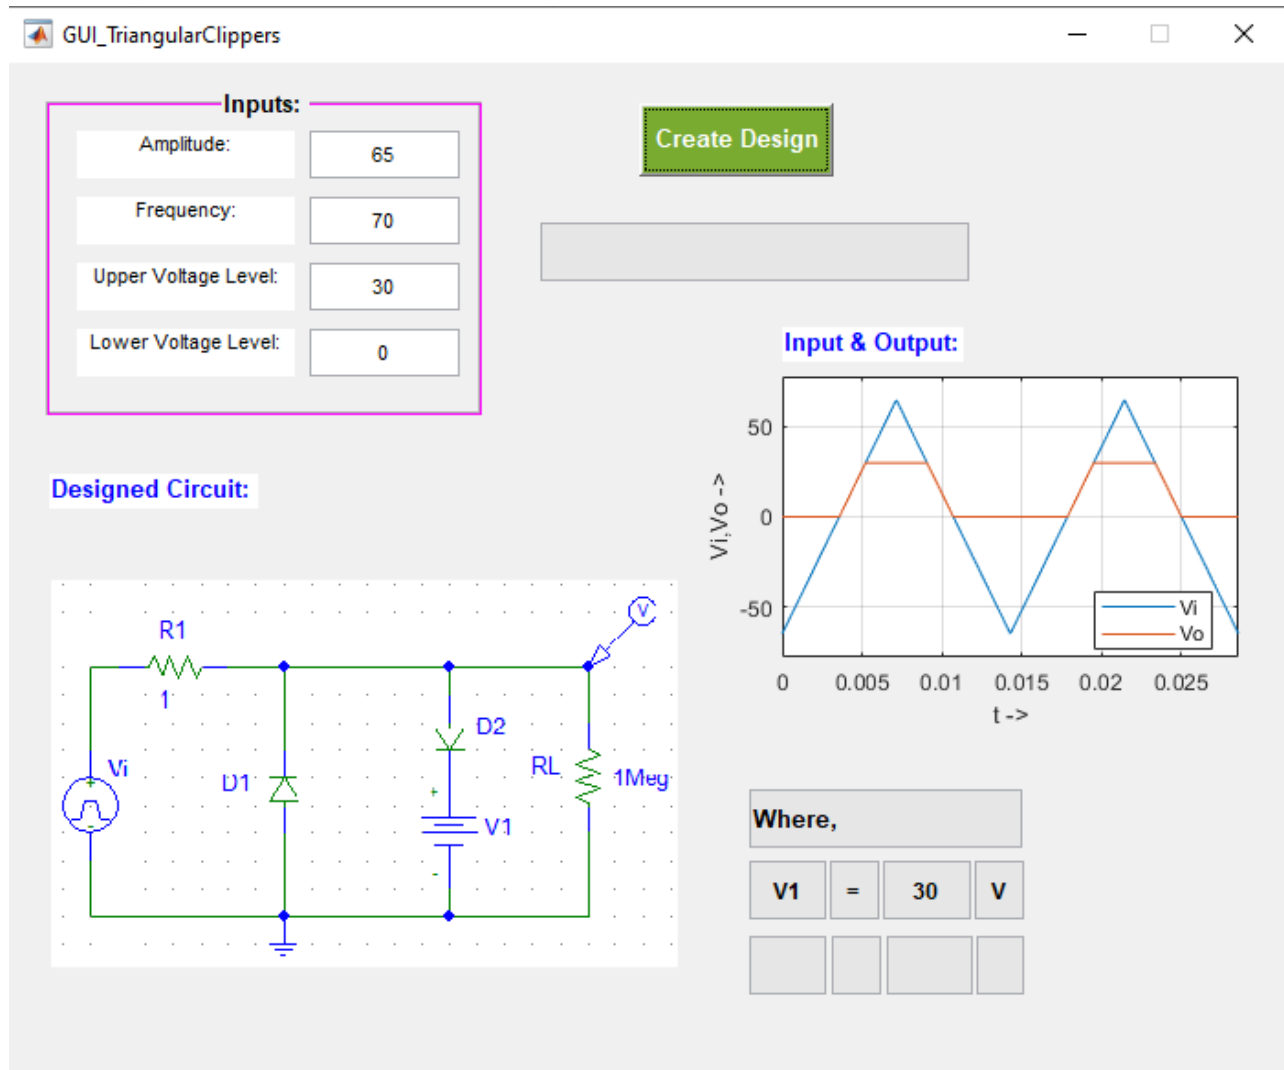 GUI_TriangularClippers
Inputs:
Amplitude:
65
Frequency:
70
Upper Voltage Level:
30
Lower Voltage Level:
0
Create Design
Input & Output:
50
0
-50
Vi,Vo ->
Vi
Vo
0 0.005 0.01 0.015 0.02 0.025
t ->
Designed Circuit:
V
R1
1
D2
Vi
D1
RL
1Meg
+
-
+
V1
-
Where,
V1 = 30 V